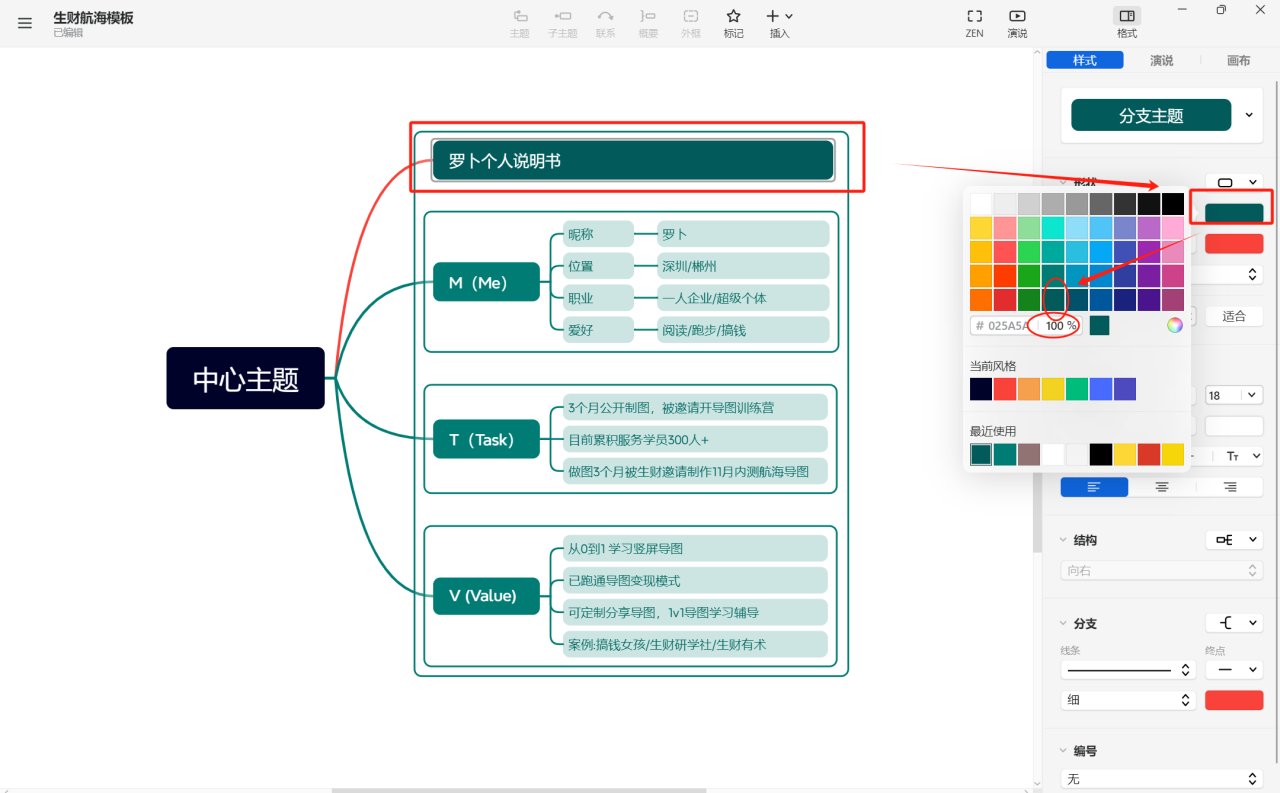 生财航海模板
已编辑
主题 子主题 联系 概要 外框 标记 插入
ZEN 演说 格式
样式 演说 画布
分支主题
形状
罗卜个人说明书
M（Me）
昵称 罗卜
位置 深圳/郴州
职业 一人企业/超级个体
爱好 阅读/跑步/搞钱
中心主题
T（Task）
3个月公开制图，被邀请开导图训练营
目前累积服务学员300人+
做图3个月被生财邀请制作11月内测航海导图
V (Value)
从0到1 学习竖屏导图
已跑通导图变现模式
可定制分享导图，1v1导图学习辅导
案例:搞钱女孩/生财研学社/生财有术
# 025A5A 100 %
适合
当前风格
18
最近使用
Tт
结构
向右
分支
线条 终点
细
编号
无